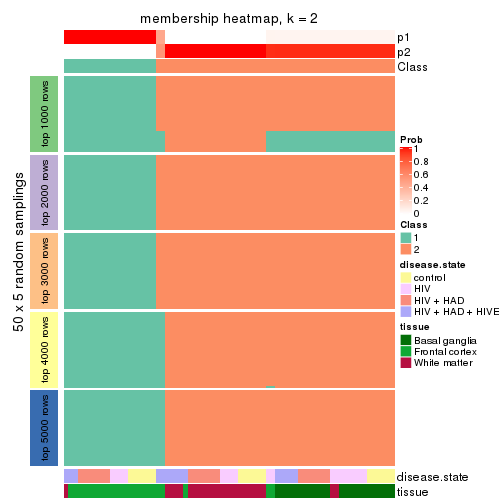 membership heatmap, k = 2
p1
p2
Class
50 x 5 random samplings
top 1000 rows
top 2000 rows
top 3000 rows
top 4000 rows
top 5000 rows
Prob
1
0.8
0.6
0.4
0.2
0
Class
1
2
disease.state
control
HIV
HIV + HAD
HIV + HAD + HIVE
tissue
Basal ganglia
Frontal cortex
White matter
disease.state
tissue